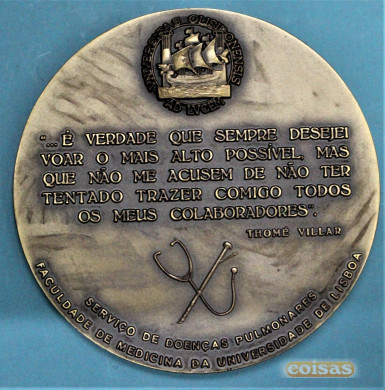 UNIVERSITAS OLISIPONENSIS
AD LVCEM
"...É VERDADE QUE SEMPRE DESEJEI
VOAR O MAIS ALTO POSSÍVEL, MAS
QUE NÃO ME ACUSEM DE NÃO TER
TENTADO TRAZER COMIGO TODOS
OS MEUS COLABORADORES".
THOMÉ VILLAR
SERVIÇO DE DOENÇAS PULMONARES
FACULDADE DE MEDICINA DA UNIVERSIDADE DE LISBOA
coisas